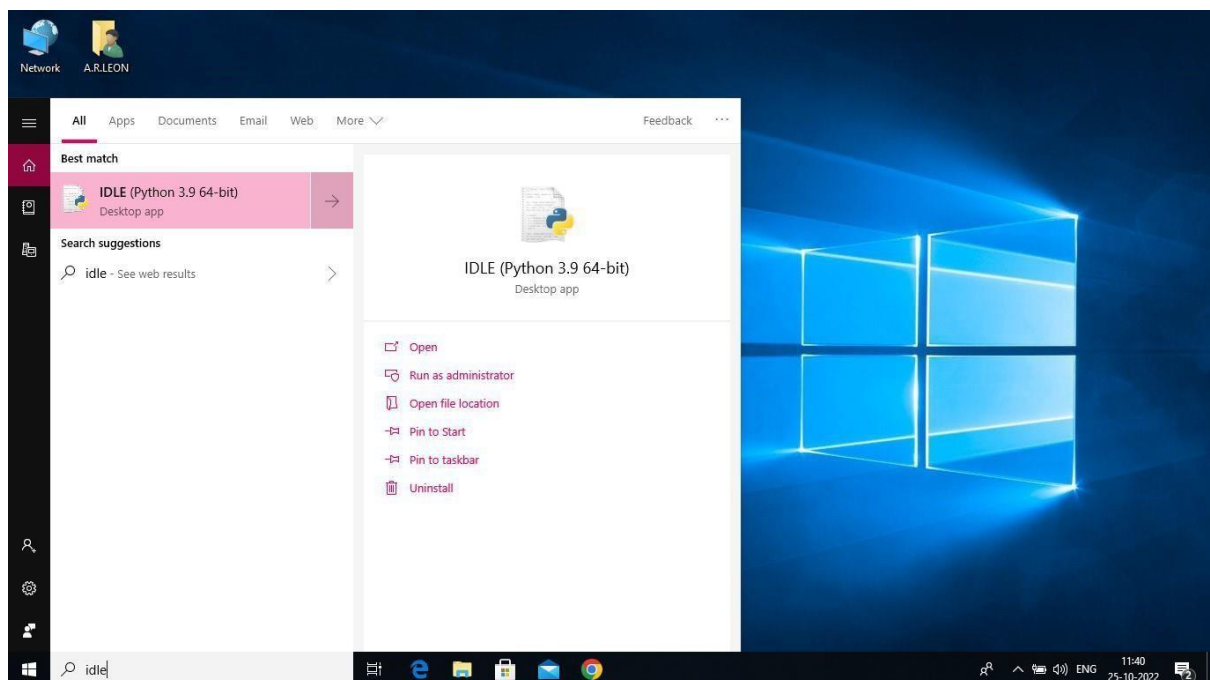 Network
A.R.LEON
All Apps Documents Email Web More Feedback ...
Best match
IDLE (Python 3.9 64-bit)
Desktop app
Search suggestions
idle - See web results
IDLE (Python 3.9 64-bit)
Desktop app
Open
Run as administrator
Open file location
Pin to Start
Pin to taskbar
Uninstall
idle
ENG
11:40
25-10-2022
2